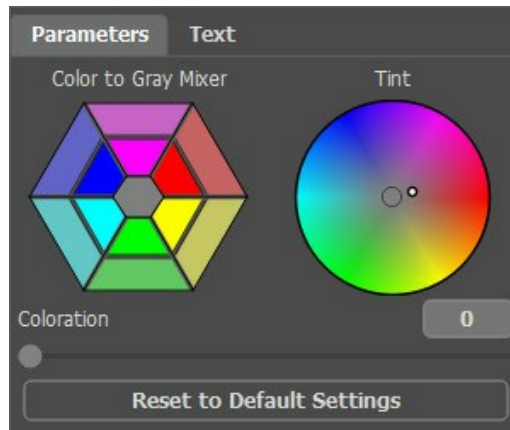 Parameters Text
Color to Gray Mixer Tint
Coloration 0
Reset to Default Settings